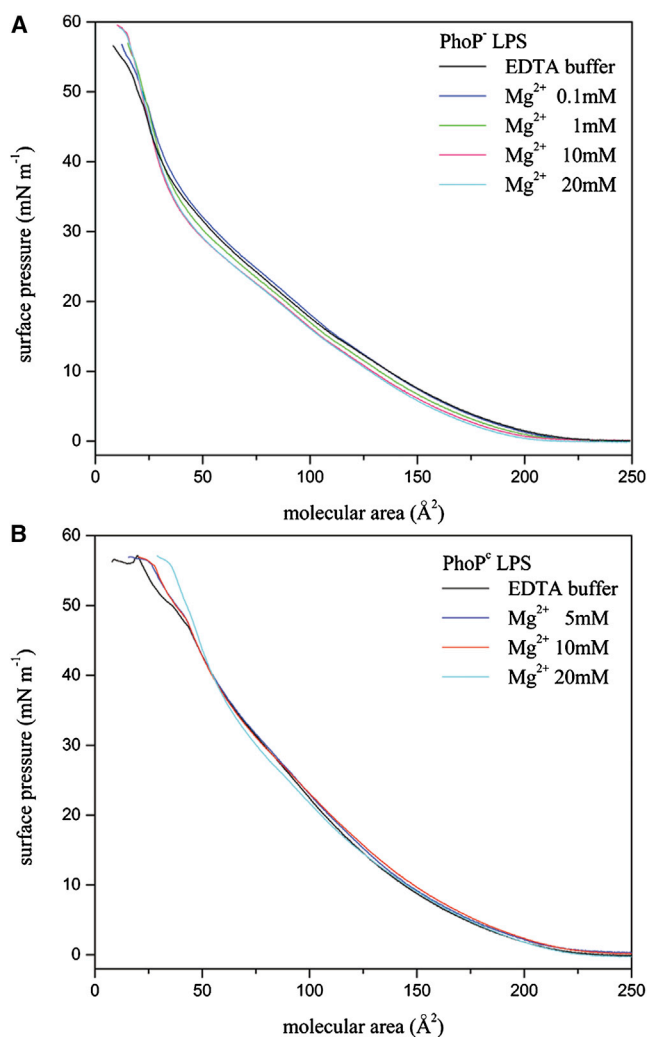 A
PhoP⁻ LPS
EDTA buffer
Mg²⁺ 0.1mM
Mg²⁺ 1mM
Mg²⁺ 10mM
Mg²⁺ 20mM
60
50
40
30
20
10
0
surface pressure (mN m⁻¹)
0 50 100 150 200 250
molecular area (Å²)
B
PhoPᶜ LPS
EDTA buffer
Mg²⁺ 5mM
Mg²⁺ 10mM
Mg²⁺ 20mM
60
50
40
30
20
10
0
surface pressure (mN m⁻¹)
0 50 100 150 200 250
molecular area (Å²)